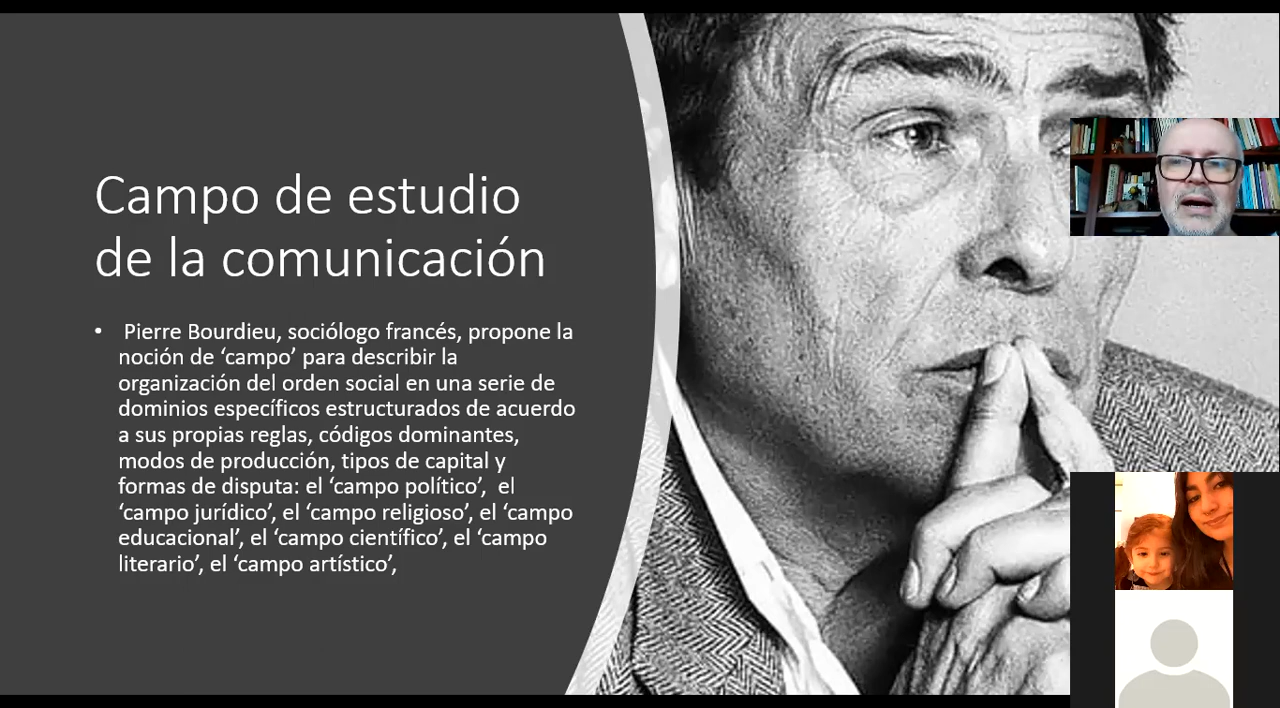 Campo de estudio
de la comunicación
• Pierre Bourdieu, sociólogo francés, propone la
noción de ‘campo’ para describir la
organización del orden social en una serie de
dominios específicos estructurados de acuerdo
a sus propias reglas, códigos dominantes,
modos de producción, tipos de capital y
formas de disputa: el ‘campo político’,  el
‘campo jurídico’, el ‘campo religioso’, el ‘campo
educacional’, el ‘campo científico’, el ‘campo
literario’, el ‘campo artístico’,